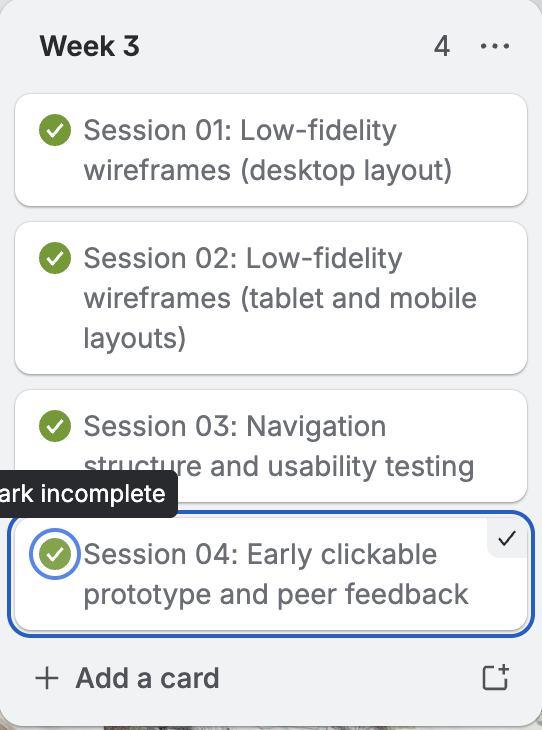 Week 3 4
Session 01: Low-fidelity
wireframes (desktop layout)
Session 02: Low-fidelity
wireframes (tablet and mobile
layouts)
Session 03: Navigation
structure and usability testing
ark incomplete
Session 04: Early clickable
prototype and peer feedback
Add a card